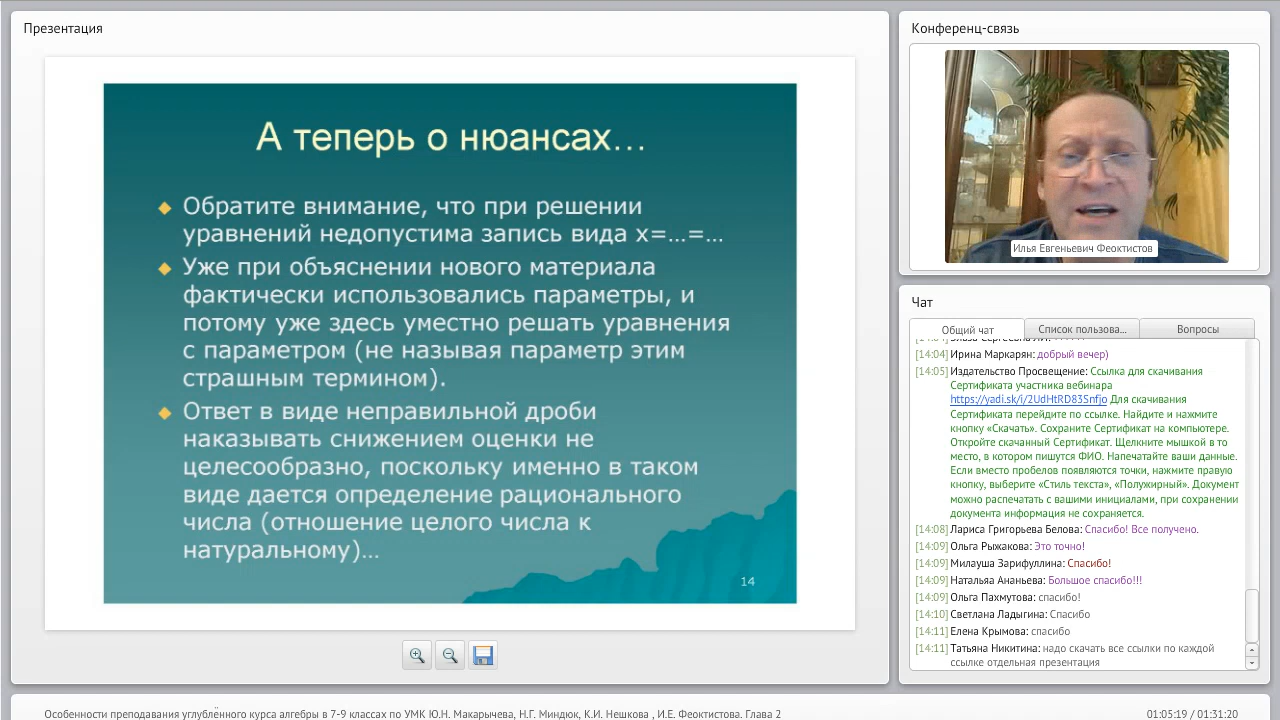 Презентация
А теперь о нюансах...
Обратите внимание, что при решении
уравнений недопустима запись вида х=...=...
Уже при объяснении нового материала
фактически использовались параметры, и
потому уже здесь уместно решать уравнения
с параметром (не называя параметр этим
страшным термином).
Ответ в виде неправильной дроби
наказывать снижением оценки не
целесообразно, поскольку именно в таком
виде дается определение рационального
числа (отношение целого числа к
натуральному)...
14
Конференц-связь
Илья Евгеньевич Феоктистов
Чат
Общий чат
Список пользова...
Вопросы
[14:04] Ирина Маркарян: добрый вечер)
[14:05] Издательство Просвещение: Ссылка для скачивания
Сертификата участника вебинара
https://yadi.sk/i/2UdHtRD83Snfjo Для скачивания
Сертификата перейдите по ссылке. Найдите и нажмите
кнопку «Скачать». Сохраните Сертификат на компьютере.
Откройте скачанный Сертификат. Щелкните мышкой в то
место, в котором пишутся ФИО. Напечатайте ваши данные.
Если вместо пробелов появляются точки, нажмите правую
кнопку, выберите «Стиль текста», «Полужирный». Документ
можно распечатать с вашими инициалами, при сохранении
документа информация не сохраняется.
[14:08] Лариса Григорьева Белова: Спасибо! Все получено.
[14:09] Ольга Рыжакова: Это точно!
[14:09] Милауша Зарифуллина: Спасибо!
[14:09] Натальяа Ананьева: Большое спасибо!!!
[14:09] Ольга Пахмутова: спасибо!
[14:10] Светлана Ладыгина: Спасибо
[14:11] Елена Крымова: спасибо
[14:11] Татьяна Никитина: надо скачать все ссылки по каждой
ссылке отдельная презентация
Особенности преподавания углублённого курса алгебры в 7-9 классах по УМК Ю.Н. Макарычева, Н.Г. Миндюк, К.И. Нешкова , И.Е. Феоктистова. Глава 2
01:05:19 / 01:31:20